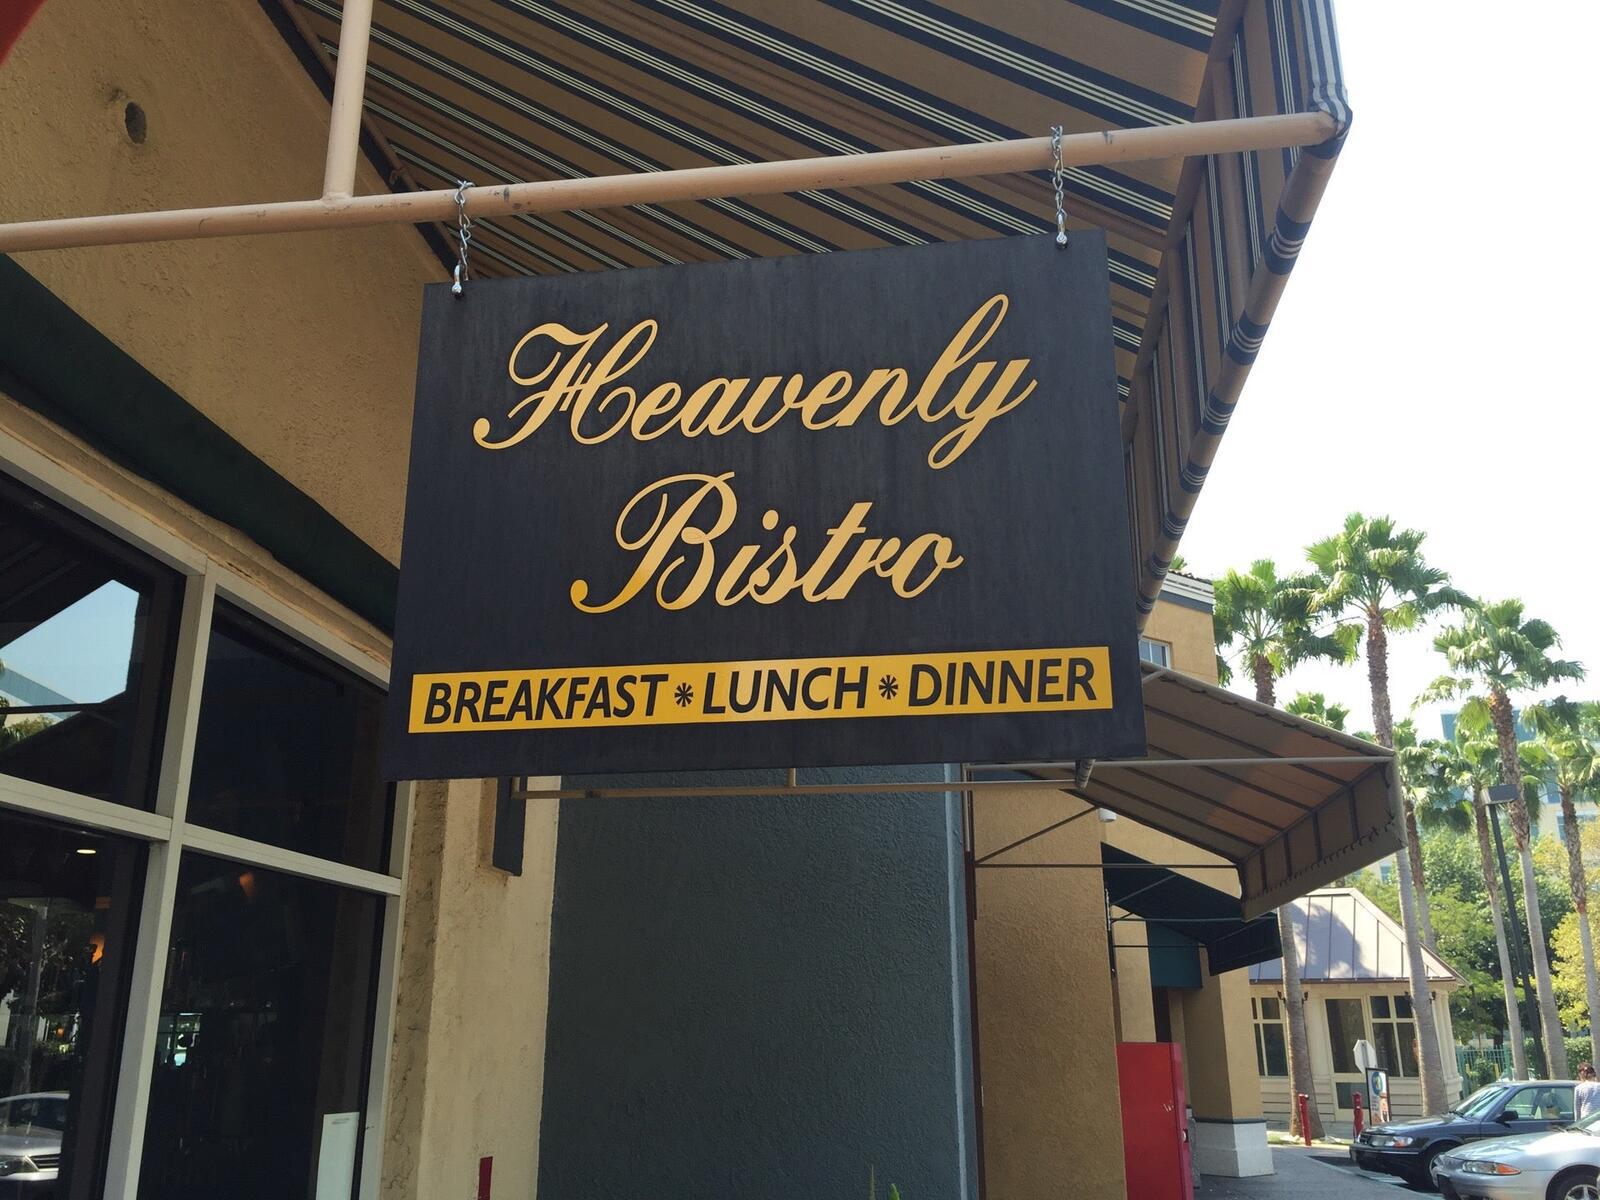 Heavenly
Bistro
BREAKFAST * LUNCH * DINNER